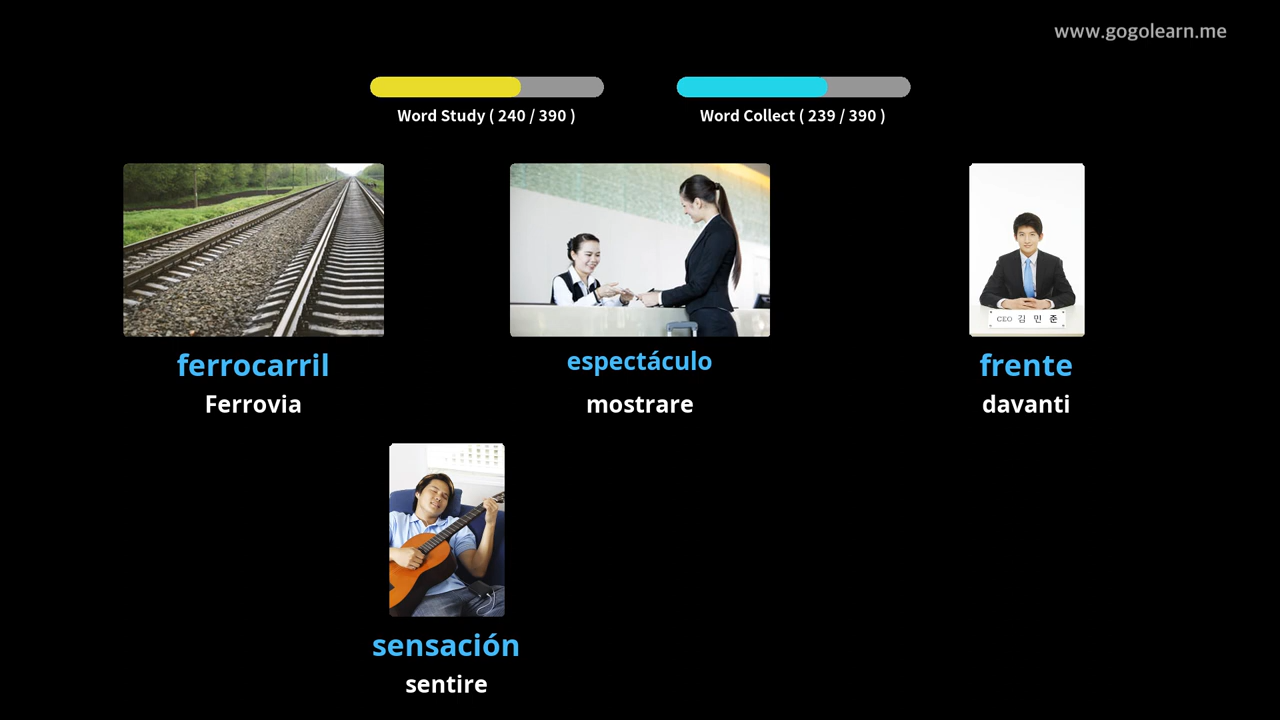 www.gogolearn.me
Word Study ( 240 / 390 )
Word Collect ( 239 / 390 )
ferrocarril
Ferrovia
espectáculo
mostrare
CEO 김 민 준
frente
davanti
sensación
sentire